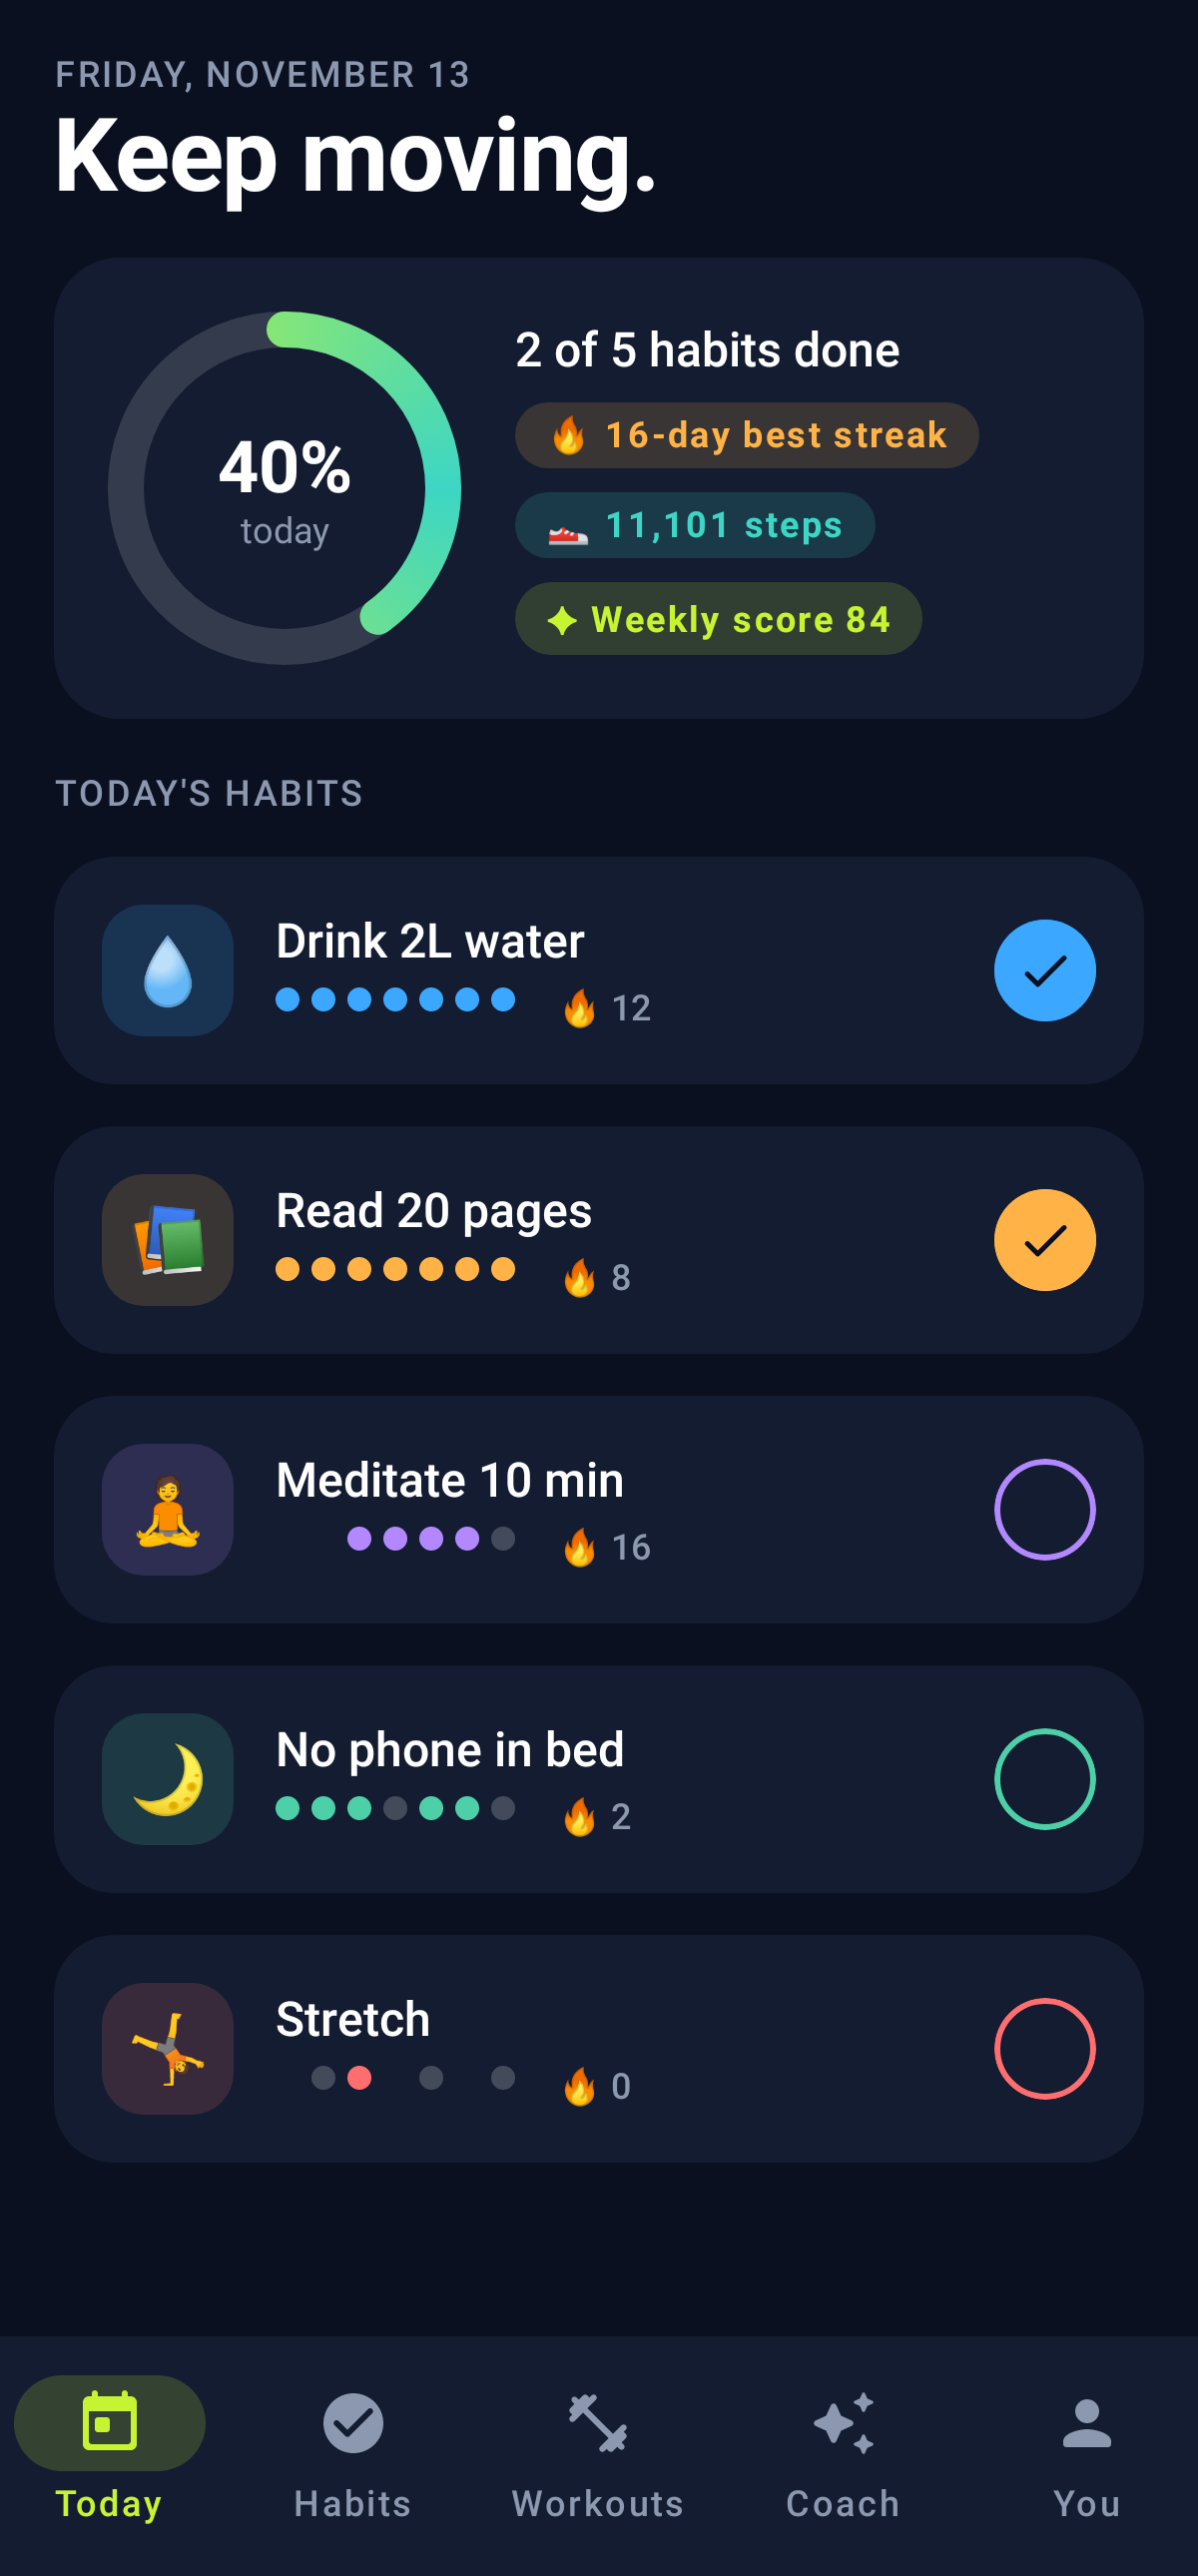 FRIDAY, NOVEMBER 13
Keep moving.
40%
today
2 of 5 habits done
🔥 16-day best streak
👟 11,101 steps
✦ Weekly score 84
TODAY'S HABITS
Drink 2L water
🔥 12
Read 20 pages
🔥 8
Meditate 10 min
🔥 16
No phone in bed
🔥 2
Stretch
🔥 0
Today
Habits
Workouts
Coach
You